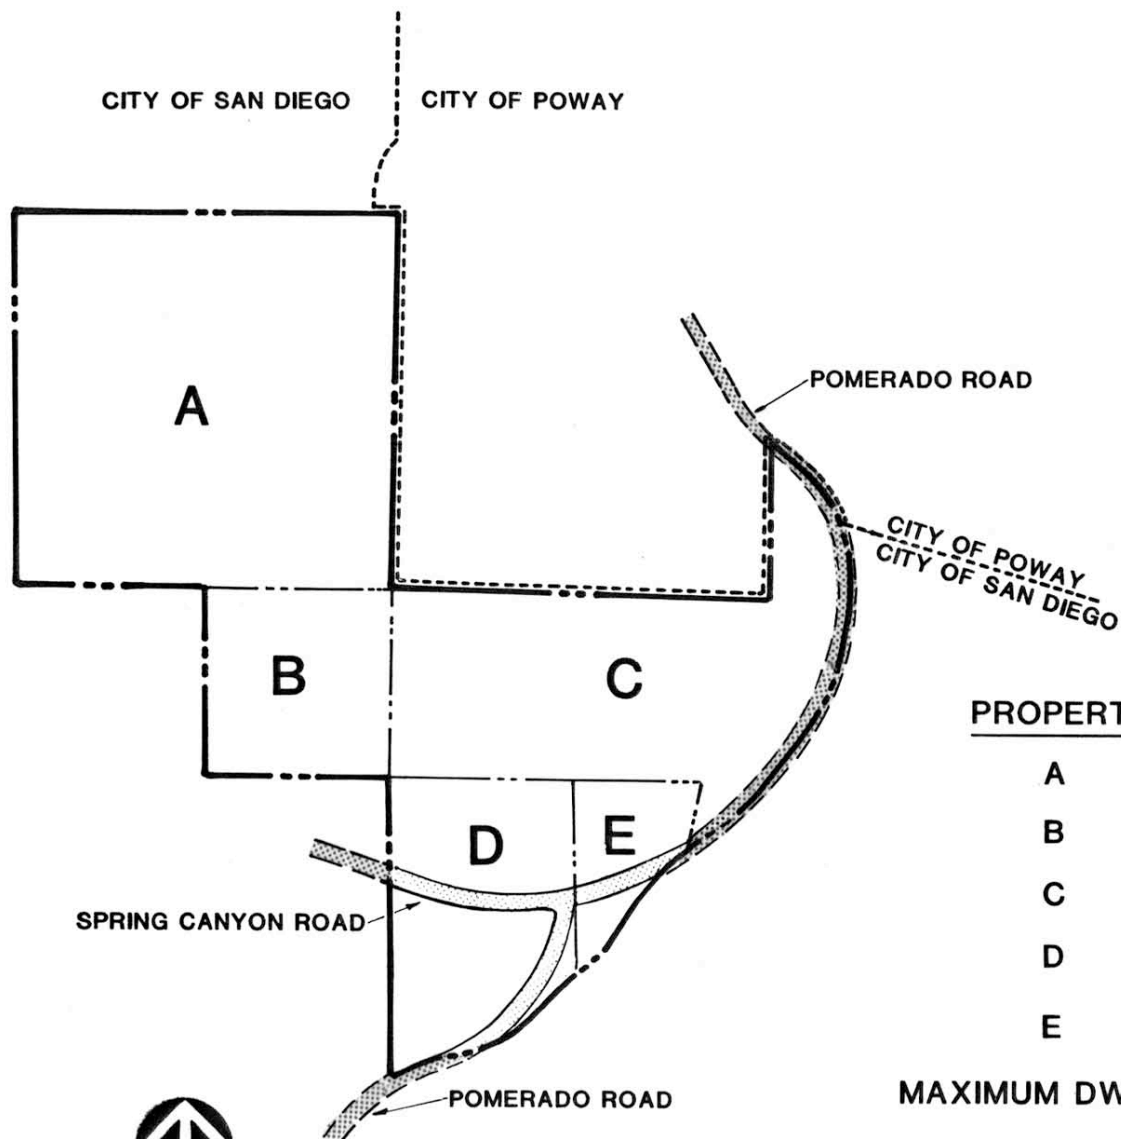 CITY OF SAN DIEGO
CITY OF POWAY
A
POMERADO ROAD
CITY OF POWAY
CITY OF SAN DIEGO
B
C
D
E
SPRING CANYON ROAD
POMERADO ROAD
PROPERT
A
B
C
D
E
MAXIMUM DW